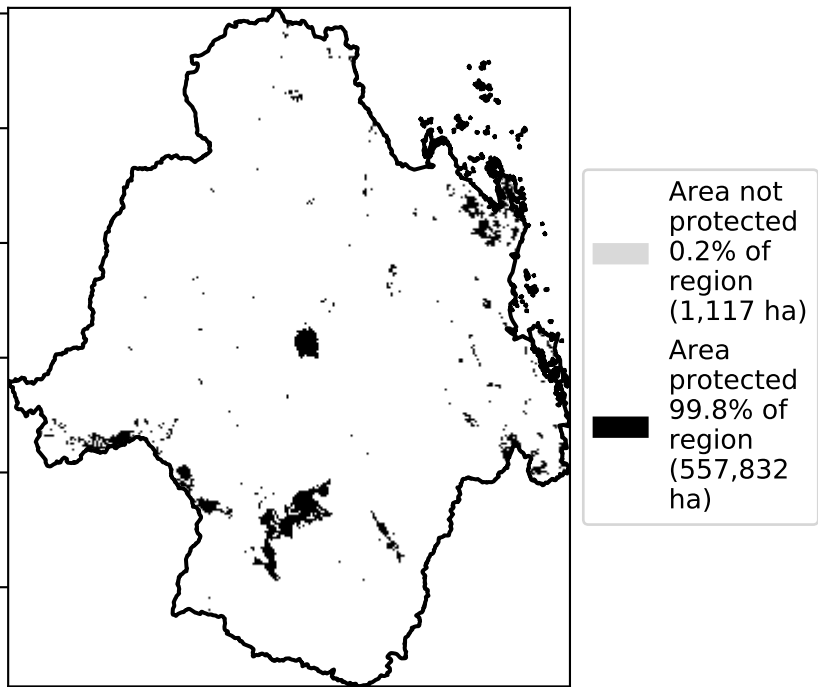 Area not
protected
0.2% of
region
(1,117 ha)
Area
protected
99.8% of
region
(557,832
ha)